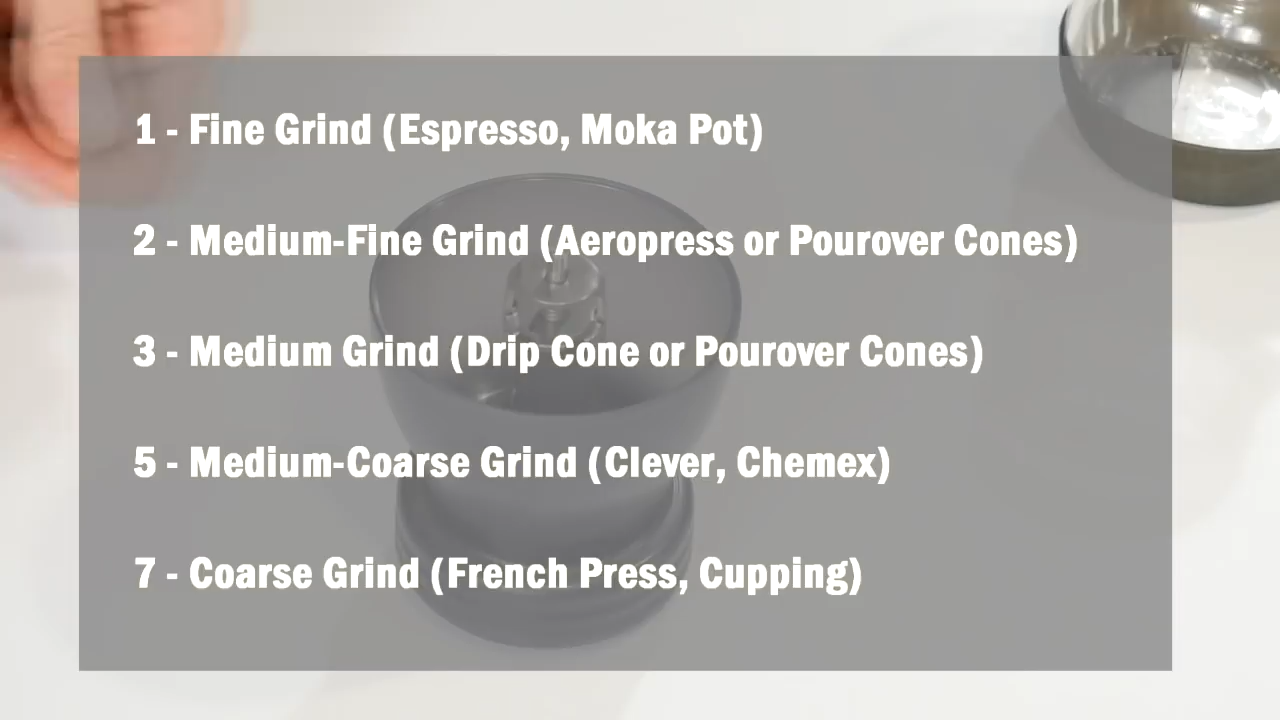 1 - Fine Grind (Espresso, Moka Pot)
2 - Medium-Fine Grind (Aeropress or Pourover Cones)
3 - Medium Grind (Drip Cone or Pourover Cones)
5 - Medium-Coarse Grind (Clever, Chemex)
7 - Coarse Grind (French Press, Cupping)